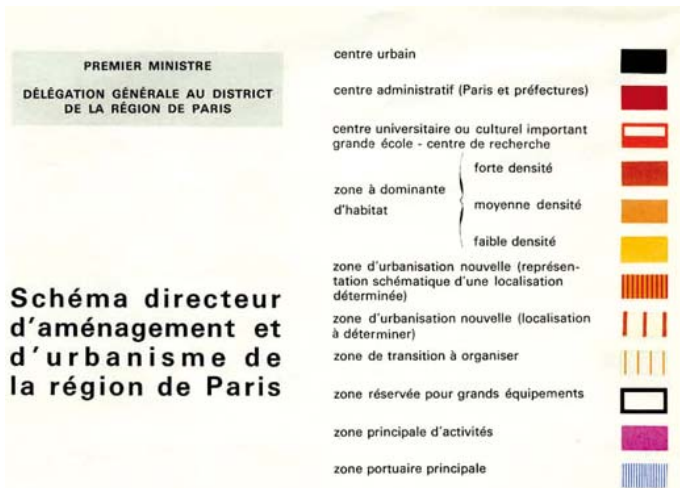 PREMIER MINISTRE
DÉLÉGATION GÉNÉRALE AU DISTRICT
DE LA RÉGION DE PARIS
Schéma directeur
d'aménagement et
d'urbanisme de
la région de Paris
centre urbain
centre administratif (Paris et préfectures)
centre universitaire ou culturel important
grande école - centre de recherche
zone à dominante
d'habitat
forte densité
moyenne densité
faible densité
zone d'urbanisation nouvelle (représen-
tation schématique d'une localisation
déterminée)
zone d'urbanisation nouvelle (localisation
à déterminer)
zone de transition à organiser
zone réservée pour grands équipements
zone principale d'activités
zone portuaire principale